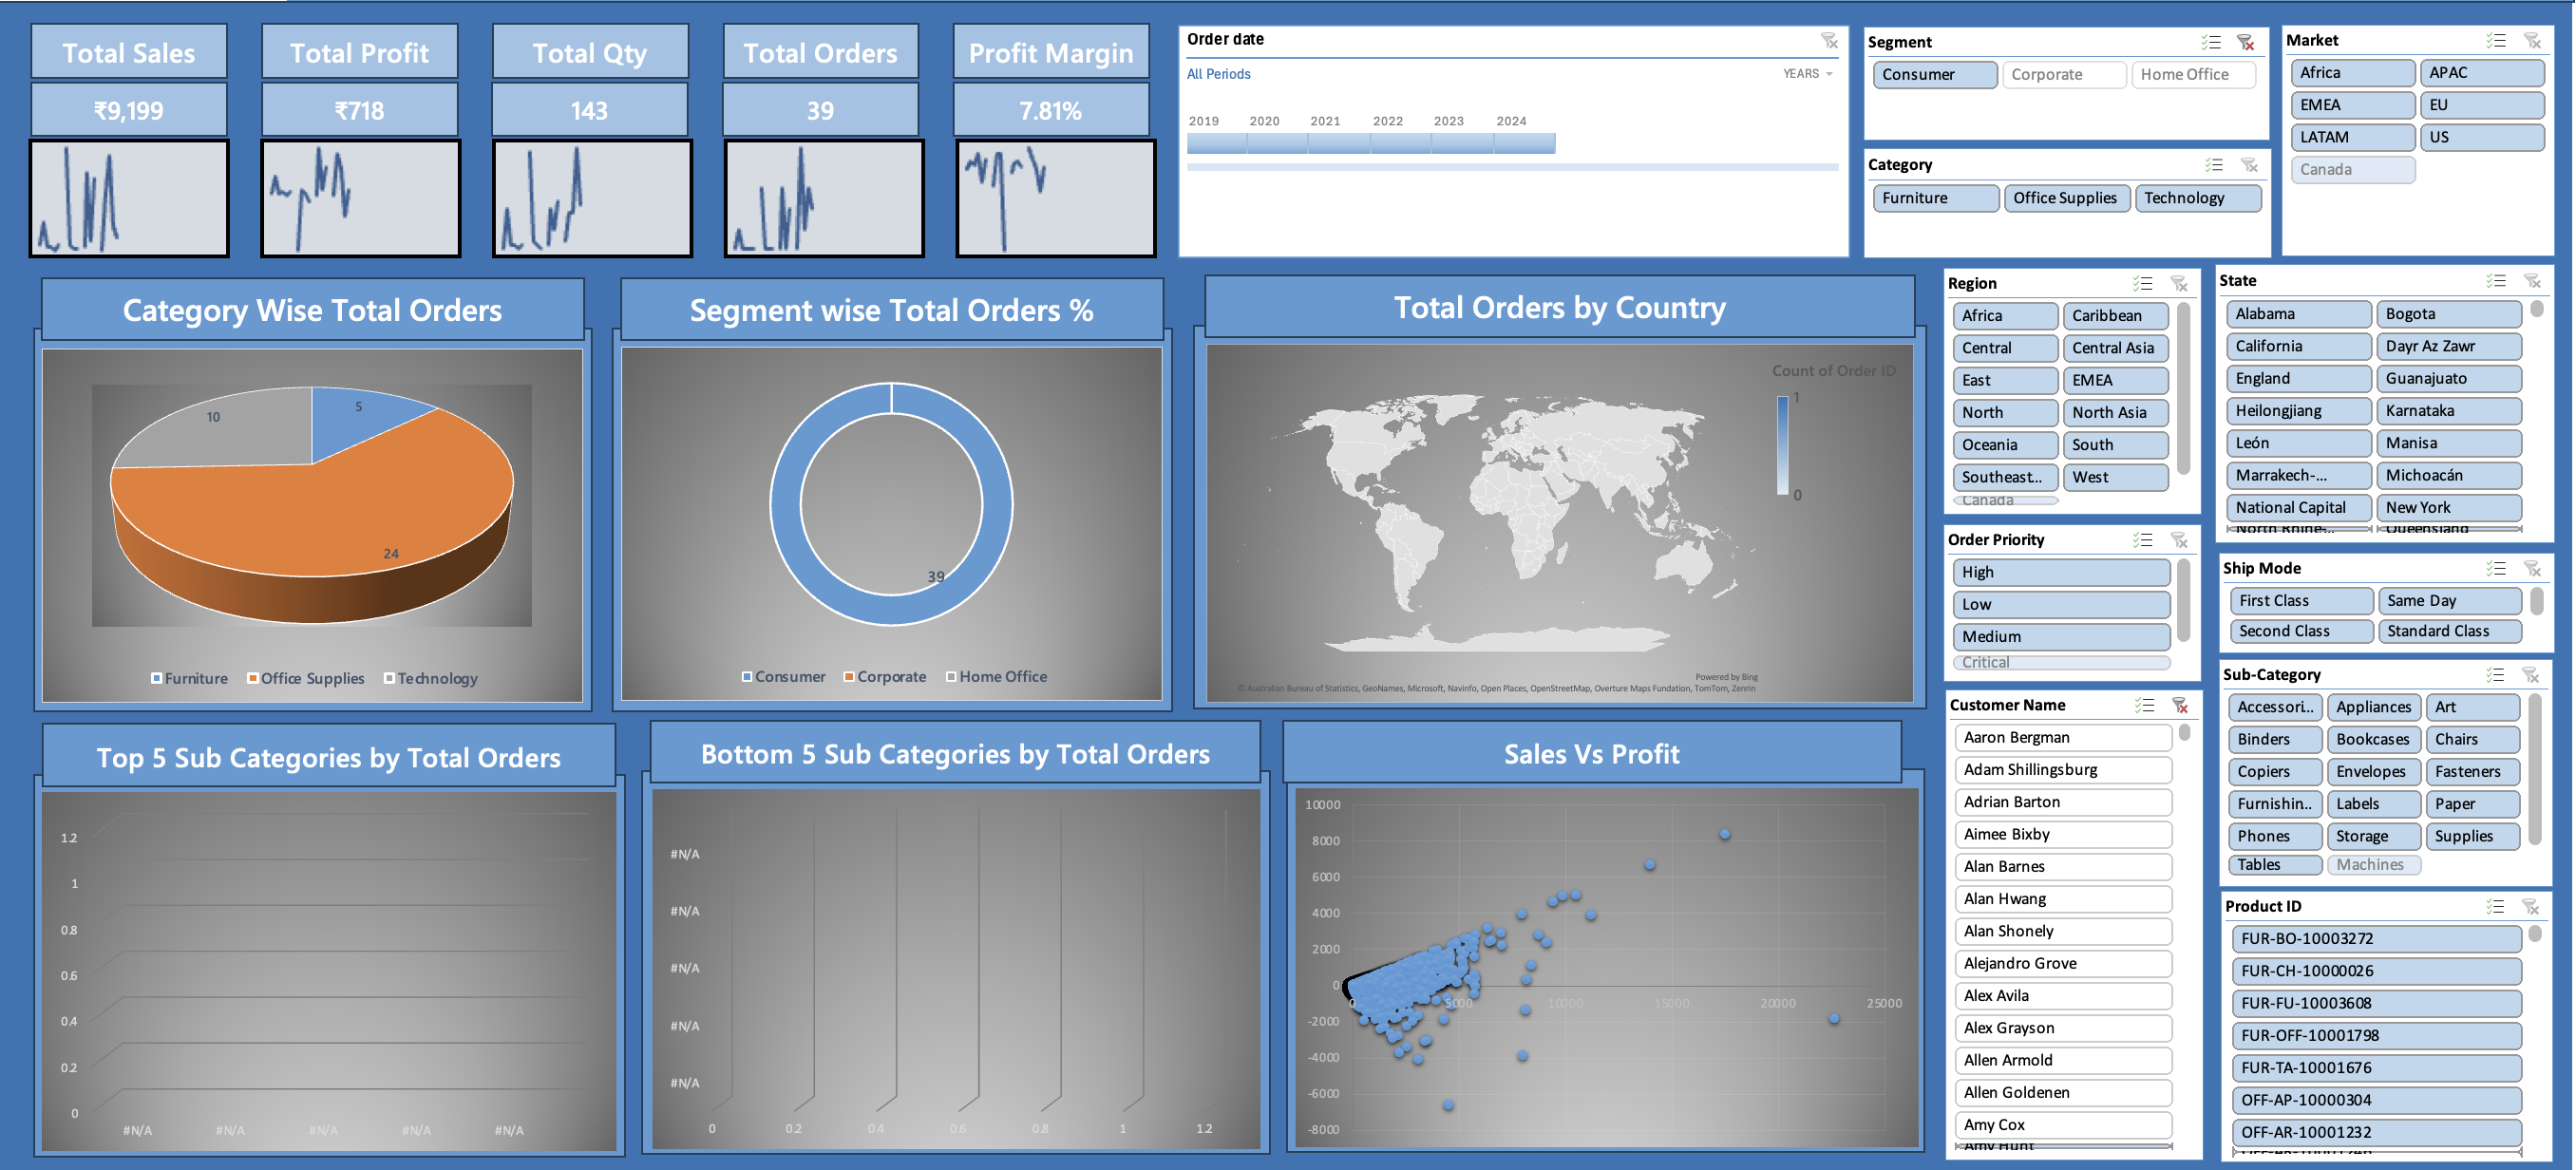 Total Sales
₹9,199
Total Profit
₹718
Total Qty
143
Total Orders
39
Profit Margin
7.81%
Order date
All Periods
YEARS
2019 2020 2021 2022 2023 2024
Segment
Consumer Corporate Home Office
Category
Furniture Office Supplies Technology
Market
Africa APAC
EMEA EU
LATAM US
Canada
Category Wise Total Orders
5
10
24
Furniture Office Supplies Technology
Segment wise Total Orders %
39
Consumer Corporate Home Office
Total Orders by Country
Count of Order ID
1
0
Powered by Bing
© Australian Bureau of Statistics, GeoNames, Microsoft, Navinfo, Open Places, OpenStreetMap, Overture Maps Fundation, TomTom, Zenrin
Region
Africa Caribbean
Central Central Asia
East EMEA
North North Asia
Oceania South
Southeast... West
Canada
State
Alabama Bogota
California Dayr Az Zawr
England Guanajuato
Heilongjiang Karnataka
León Manisa
Marrakech-... Michoacán
National Capital New York
North Rhine-... Queensland
Order Priority
High
Low
Medium
Critical
Ship Mode
First Class Same Day
Second Class Standard Class
Top 5 Sub Categories by Total Orders
1.2
1
0.8
0.6
0.4
0.2
0
#N/A #N/A #N/A #N/A #N/A
Bottom 5 Sub Categories by Total Orders
#N/A
#N/A
#N/A
#N/A
#N/A
0 0.2 0.4 0.6 0.8 1 1.2
Sales Vs Profit
10000
8000
6000
4000
2000
0
-2000
-4000
-6000
-8000
0 5000 10000 15000 20000 25000
Customer Name
Aaron Bergman
Adam Shillingsburg
Adrian Barton
Aimee Bixby
Alan Barnes
Alan Hwang
Alan Shonely
Alejandro Grove
Alex Avila
Alex Grayson
Allen Armold
Allen Goldenen
Amy Cox
Amy Hunt
Sub-Category
Accessori... Appliances Art
Binders Bookcases Chairs
Copiers Envelopes Fasteners
Furnishin.. Labels Paper
Phones Storage Supplies
Tables Machines
Product ID
FUR-BO-10003272
FUR-CH-10000026
FUR-FU-10003608
FUR-OFF-10001798
FUR-TA-10001676
OFF-AP-10000304
OFF-AR-10001232